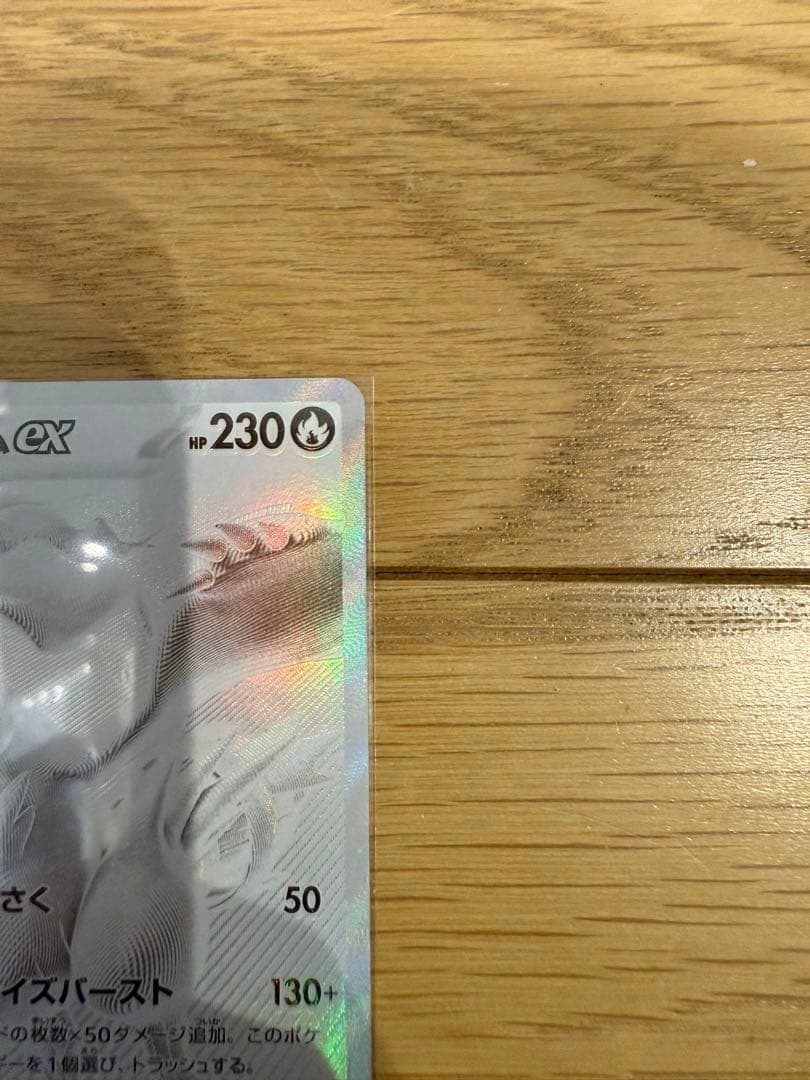 ex HP230
さく 50
イズバースト 130+
の枚数×50ダメージ追加。このポケ
ーを1個選び、トラッシュする。